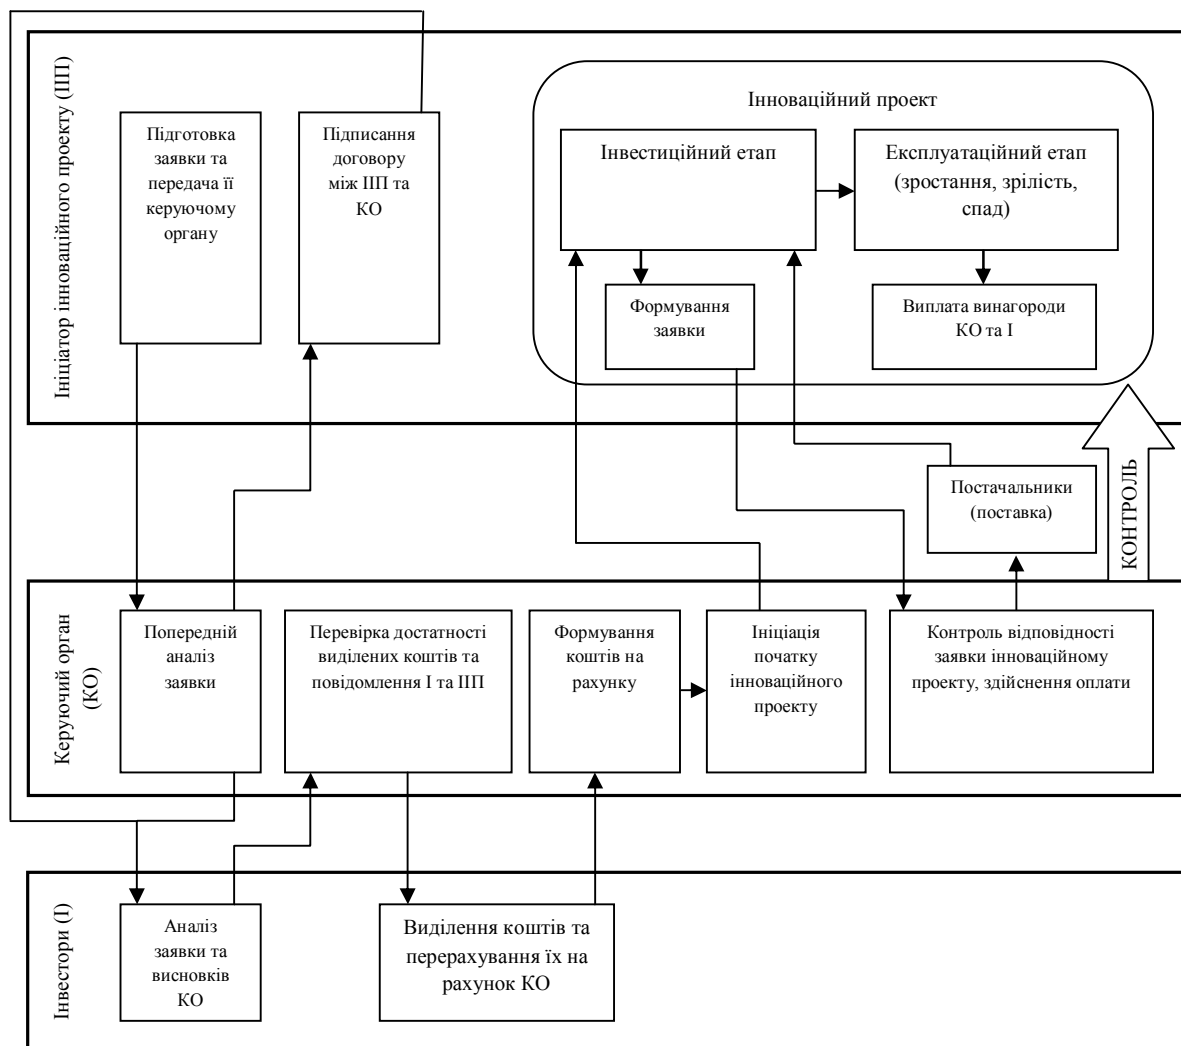 Ініціатор інноваційного проекту (ІІП)
Підготовка
заявки та
передача її
керуючому
органу
Підписання
договору
між ІІП та
КО
Інноваційний проект
Інвестиційний етап
Експлуатаційний етап
(зростання, зрілість,
спад)
Формування
заявки
Виплата винагороди
КО та І
Постачальники
(поставка)
КОНТРОЛЬ
Керуючий орган
(КО)
Попередній
аналіз
заявки
Перевірка достатності
виділених коштів та
повідомлення І та ІІП
Формування
коштів на
рахунку
Ініціація
початку
інноваційного
проекту
Контроль відповідності
заявки інноваційному
проекту, здійснення оплати
Інвестори (І)
Аналіз
заявки та
висновків
КО
Виділення коштів та
перерахування їх на
рахунок КО